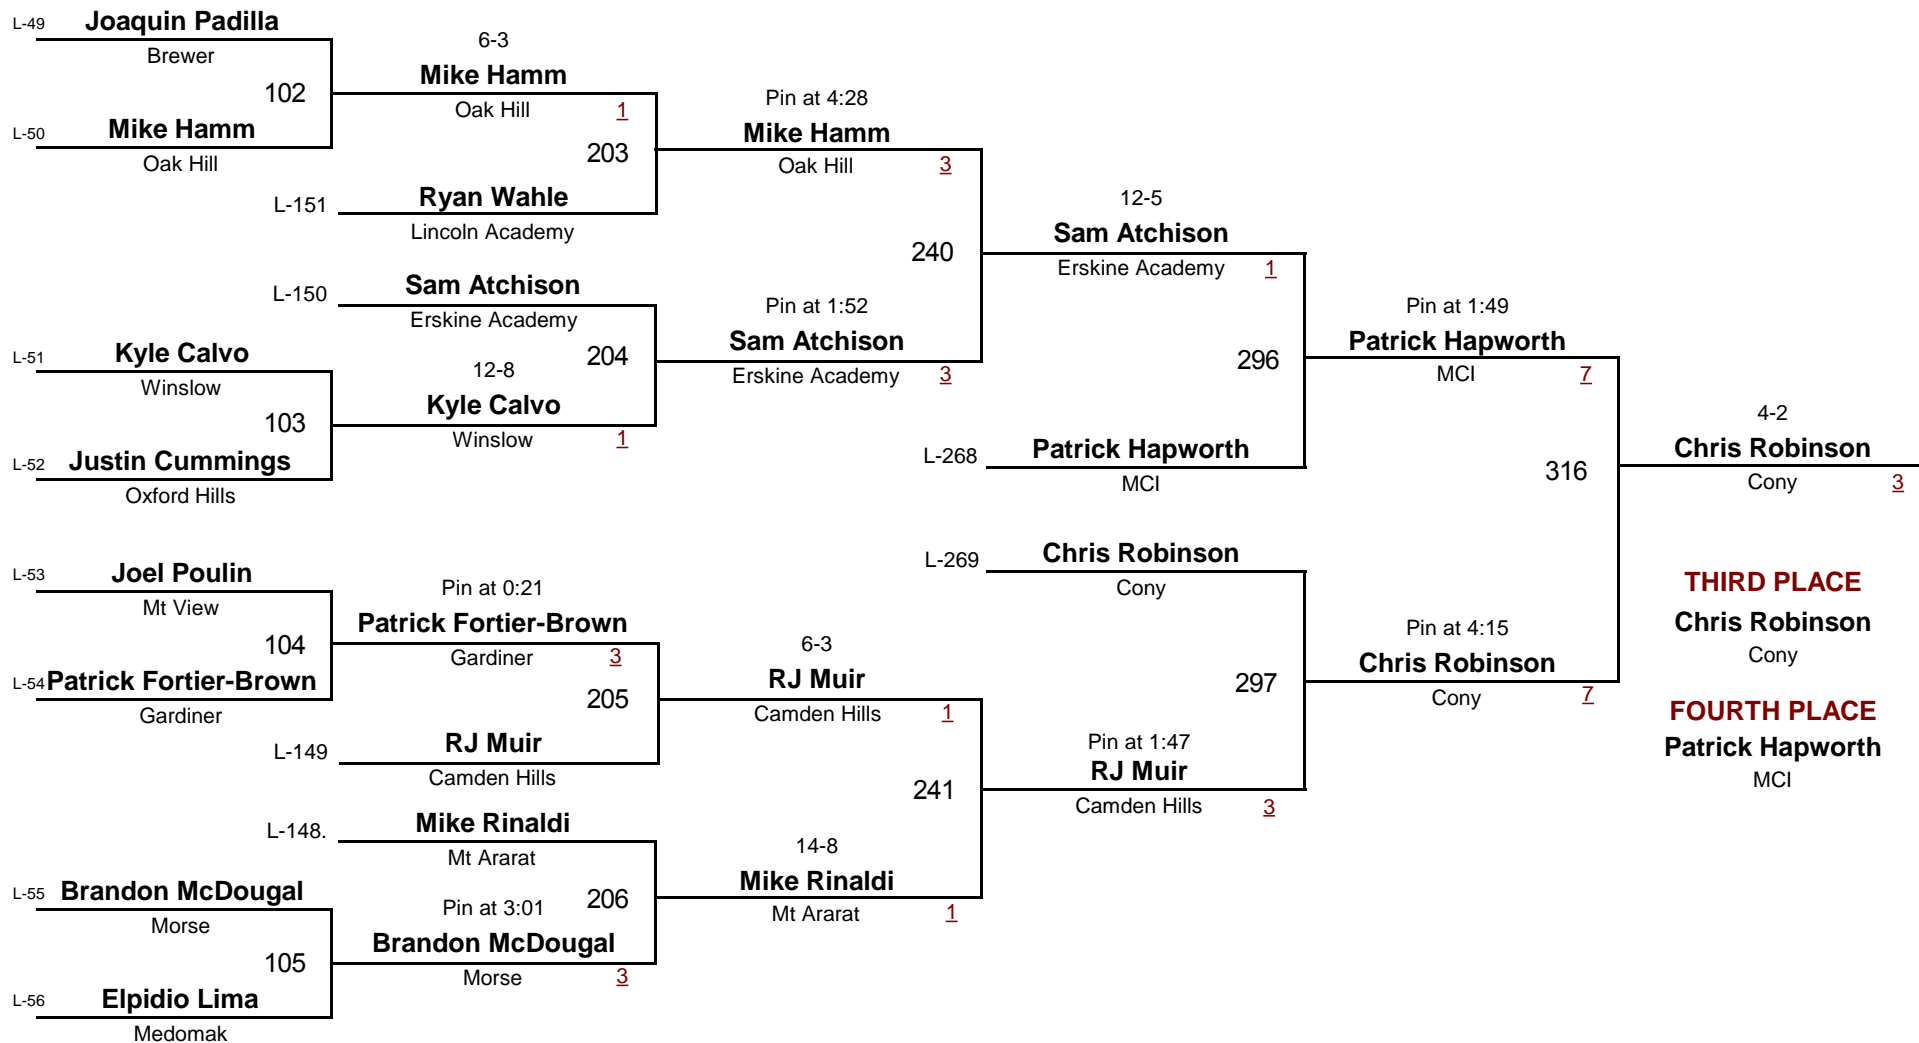 L-49 Joaquin Padilla
Brewer
102
L-50 Mike Hamm
Oak Hill
L-51 Kyle Calvo
Winslow
103
L-52 Justin Cummings
Oxford Hills
L-53 Joel Poulin
Mt View
104
L-54 Patrick Fortier-Brown
Gardiner
L-55 Brandon McDougal
Morse
105
L-56 Elpidio Lima
Medomak
6-3
Mike Hamm
Oak Hill 1
203
L-151 Ryan Wahle
Lincoln Academy
L-150 Sam Atchison
Erskine Academy
204
12-8
Kyle Calvo
Winslow 1
Pin at 0:21
Patrick Fortier-Brown
Gardiner 3
205
L-149 RJ Muir
Camden Hills
L-148. Mike Rinaldi
Mt Ararat
206
Pin at 3:01
Brandon McDougal
Morse 3
Pin at 4:28
Mike Hamm
Oak Hill 3
240
Pin at 1:52
Sam Atchison
Erskine Academy 3
6-3
RJ Muir
Camden Hills 1
241
14-8
Mike Rinaldi
Mt Ararat 1
12-5
Sam Atchison
Erskine Academy 1
296
L-268 Patrick Hapworth
MCI
L-269 Chris Robinson
Cony
297
Pin at 1:47
RJ Muir
Camden Hills 3
Pin at 1:49
Patrick Hapworth
MCI 7
316
Pin at 4:15
Chris Robinson
Cony 7
4-2
Chris Robinson
Cony 3
THIRD PLACE
Chris Robinson
Cony
FOURTH PLACE
Patrick Hapworth
MCI